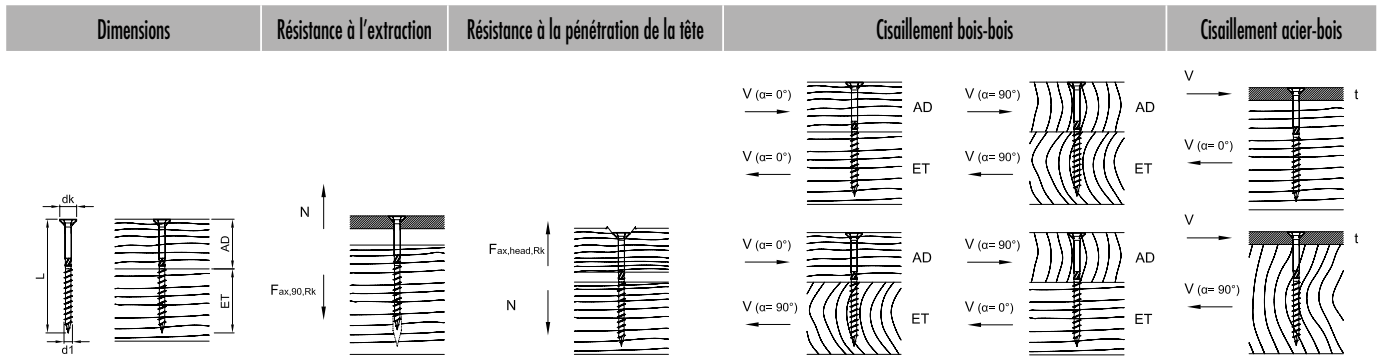 Dimensions
Résistance à l'extraction
Résistance à la pénétration de la tête
Cisaillement bois-bois
Cisaillement acier-bois
dk
L
d1
AD
ET
N
Fax,90,Rk
Fax,head,Rk
N
V (α= 0°)
AD
V (α= 0°)
ET
V (α= 90°)
AD
V (α= 90°)
ET
V (α= 0°)
AD
V (α= 90°)
ET
V (α= 90°)
AD
V (α= 0°)
ET
V
t
V (α= 0°)
V
t
V (α= 90°)